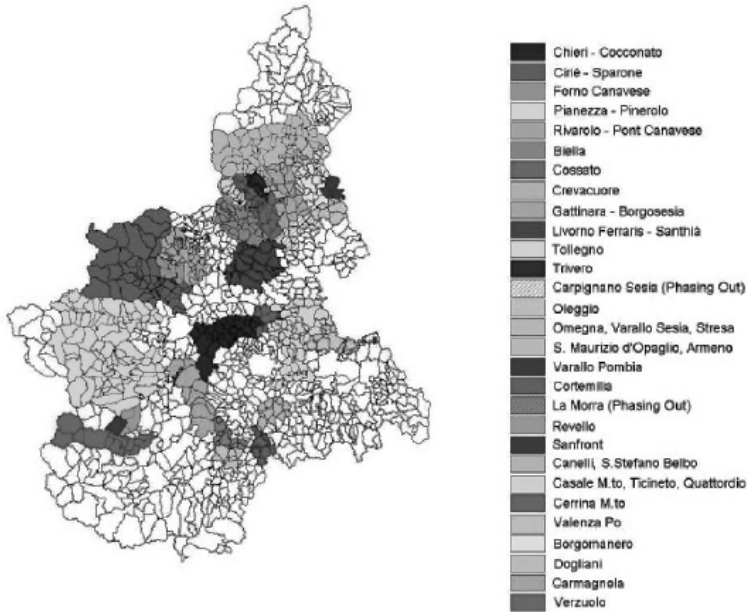 Chieri - Cocconato
Cirié - Sparone
Forno Canavese
Pianezza - Pinerolo
Rivarolo - Pont Canavese
Biella
Cossato
Crevacuore
Gattinara - Borgosesia
Livorno Ferraris - Santhià
Tollegno
Trivero
Carpignano Sesia (Phasing Out)
Oleggio
Omegna, Varallo Sesia, Stresa
S. Maurizio d'Opaglio, Armeno
Varallo Pombia
Cortemilia
La Morra (Phasing Out)
Revello
Sanfront
Canelli, S.Stefano Belbo
Casale M.to, Ticineto, Quattordio
Cerrina M.to
Valenza Po
Borgomanero
Dogliani
Carmagnola
Verzuolo